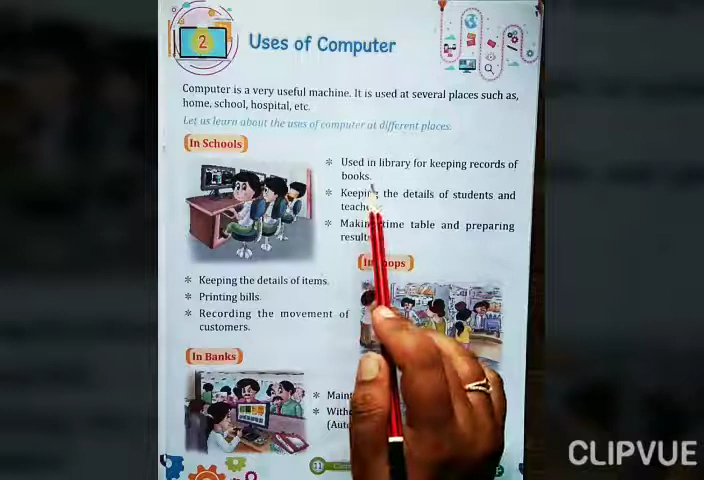 2
Uses of Computer
Computer is a very useful machine. It is used at several places such as,
home, school, hospital, etc.
Let us learn about the uses of computer at different places.
In Schools
* Used in library for keeping records of
books.
* Keeping the details of students and
* Making time table and preparing
In
* Keeping the details of items.
* Printing bills.
* Recording the movement of
customers.
In Banks
*
*
11
CLIPVUE